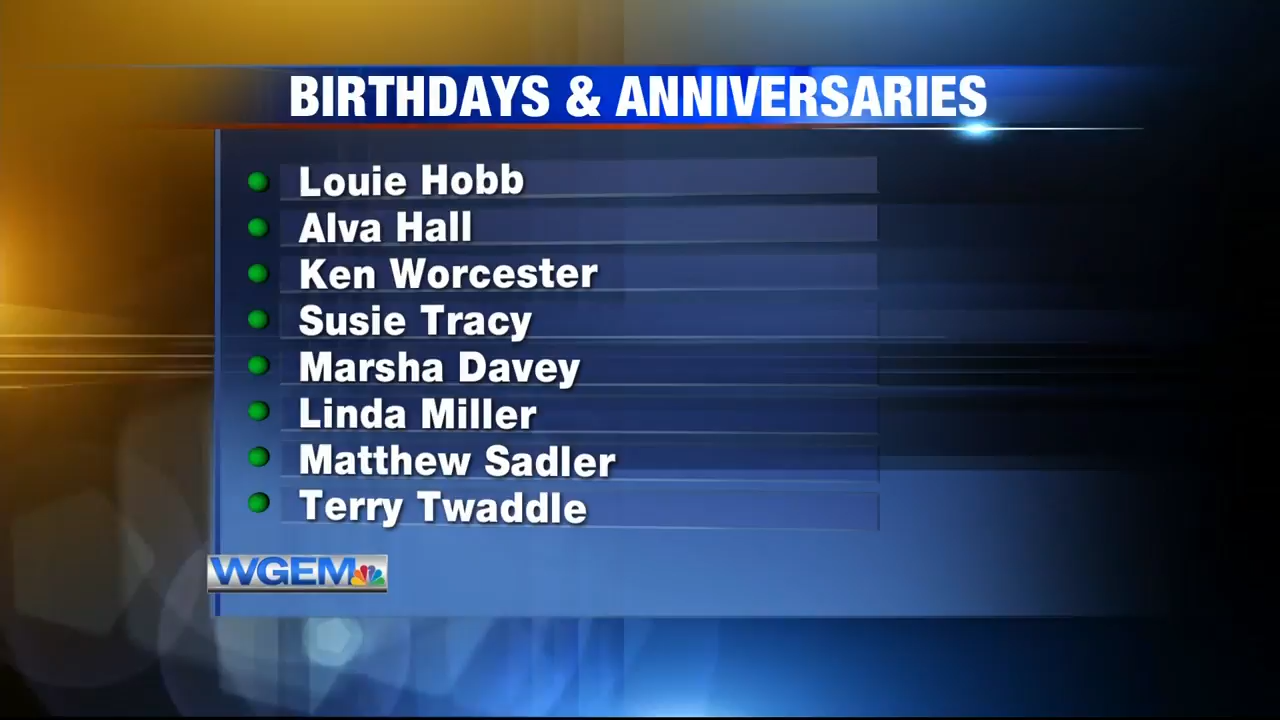 BIRTHDAYS & ANNIVERSARIES
Louie Hobb
Alva Hall
Ken Worcester
Susie Tracy
Marsha Davey
Linda Miller
Matthew Sadler
Terry Twaddle
WGEM